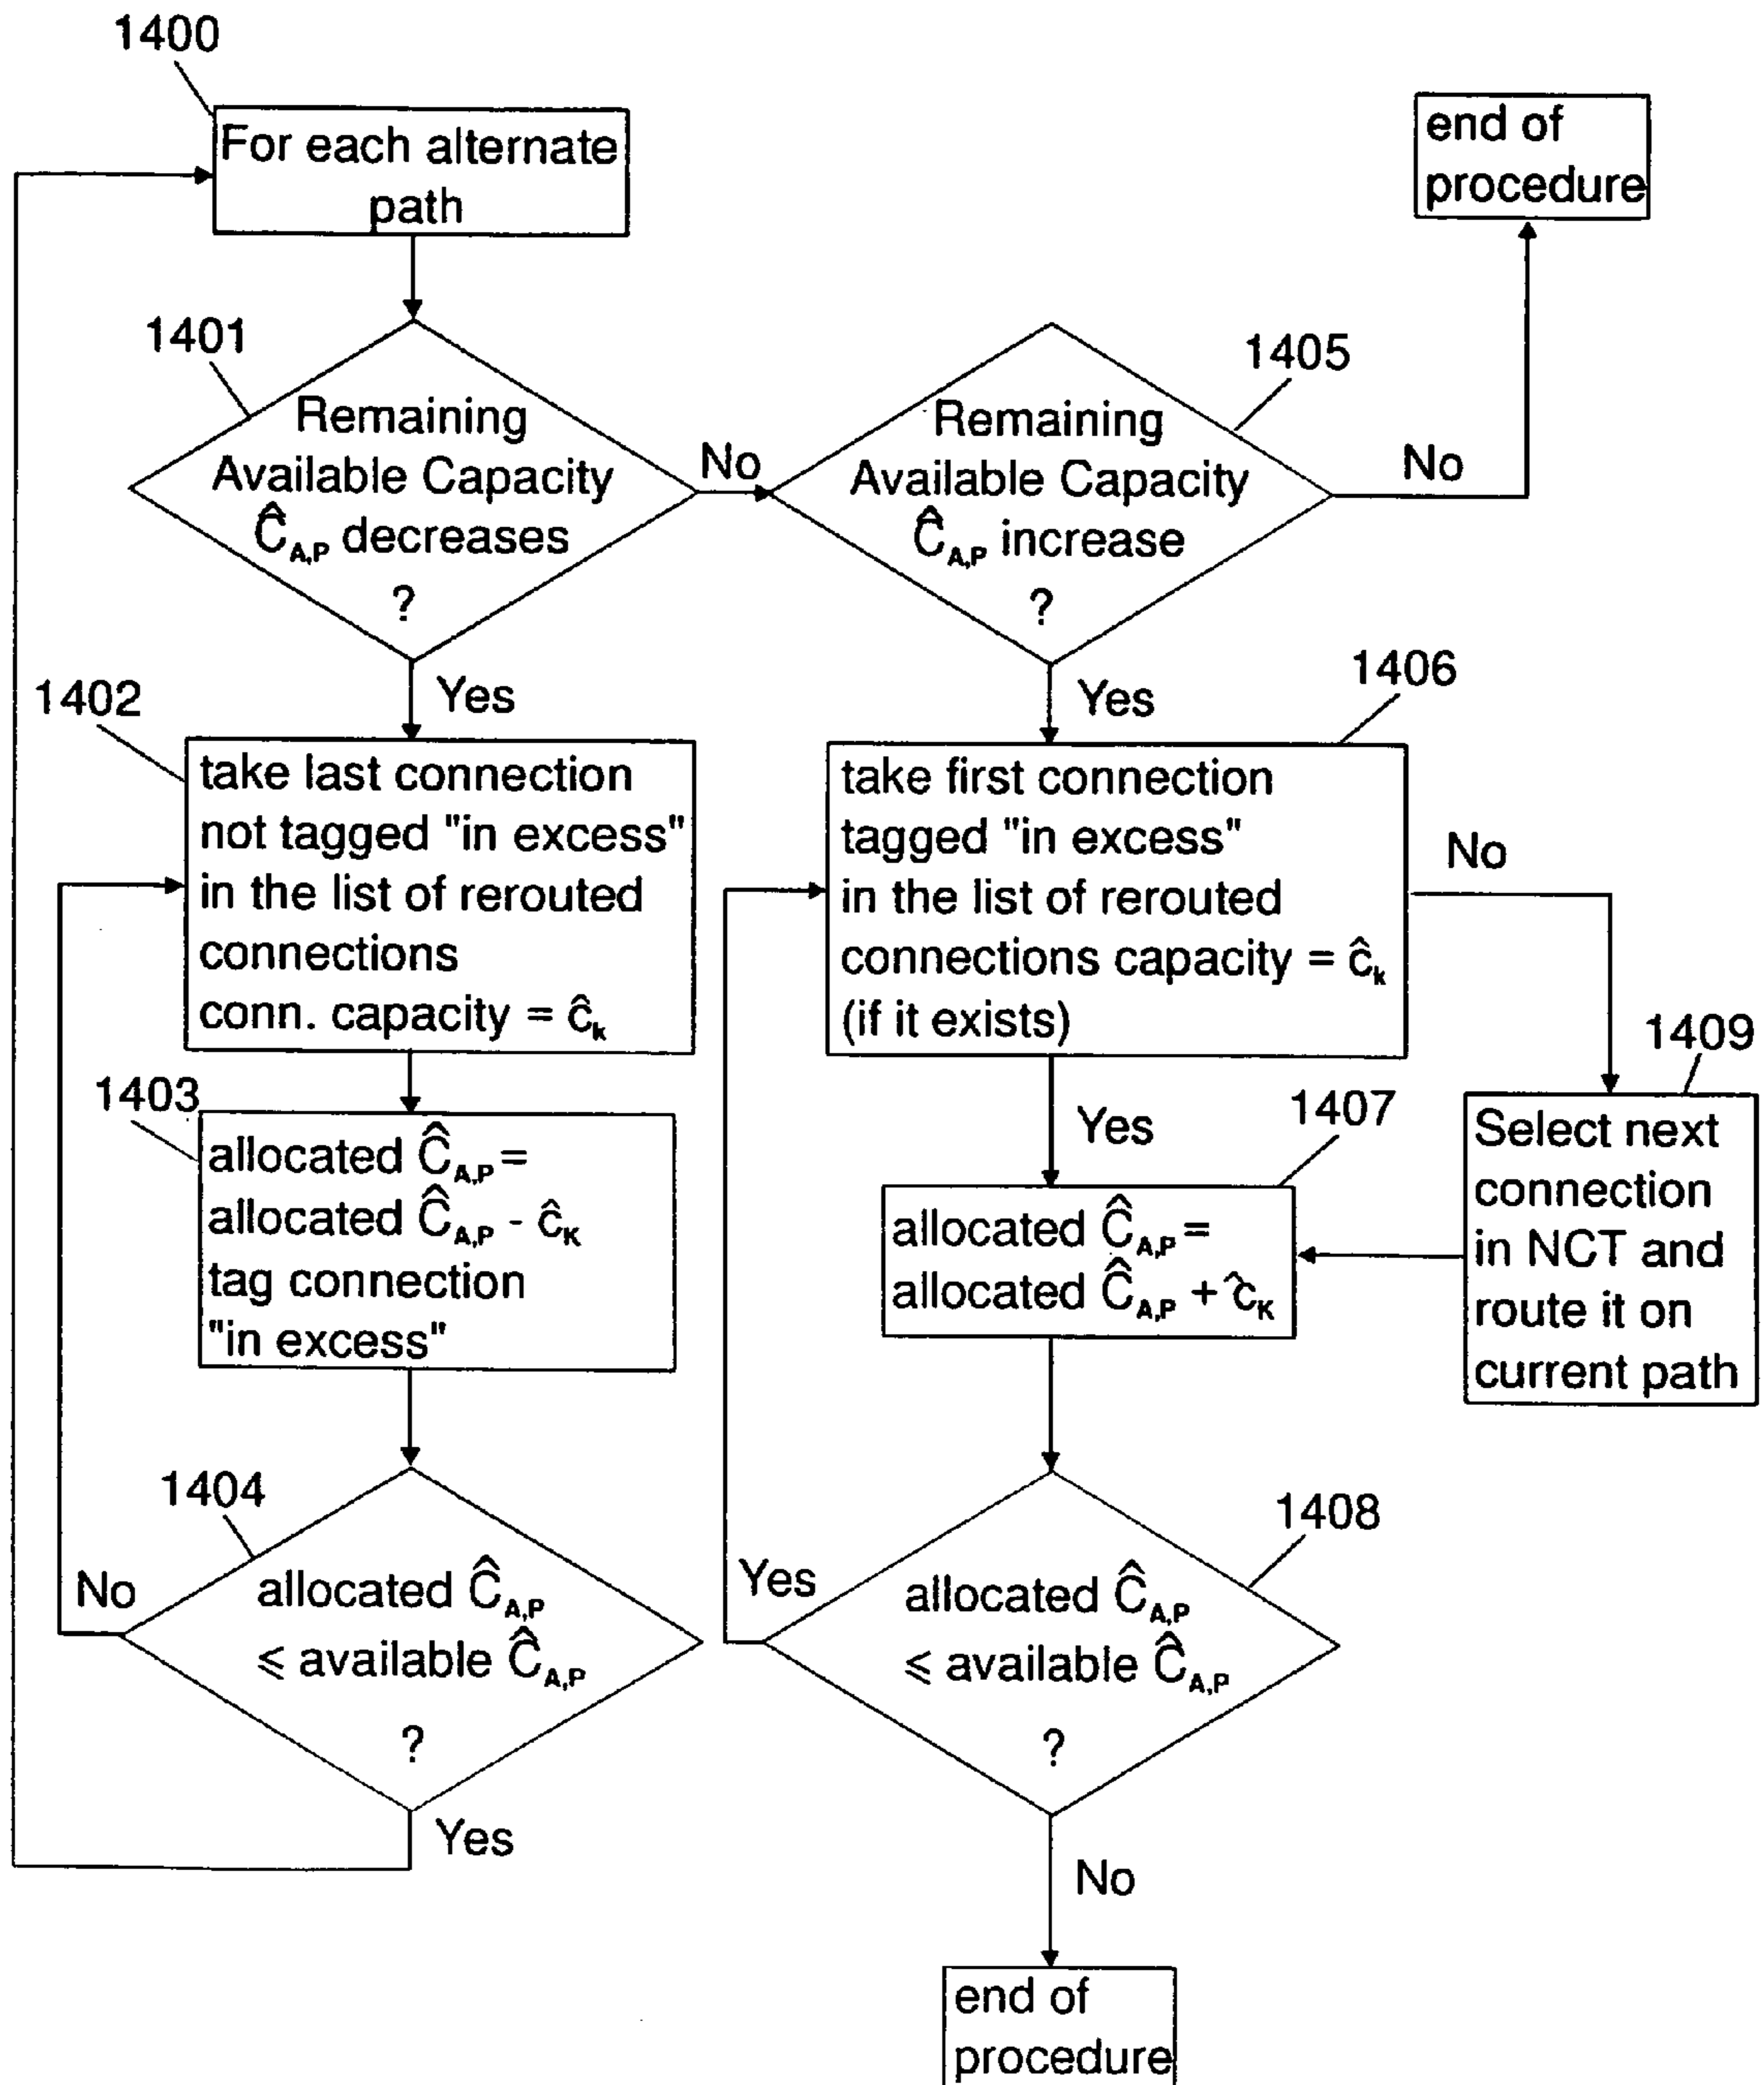 1400
For each alternate
path
end of
procedure
1401
Remaining
Available Capacity
Ĉ_A,P decreases
?
No
1405
Remaining
Available Capacity
Ĉ_A,P increase
?
No
Yes
Yes
1402
take last connection
not tagged "in excess"
in the list of rerouted
connections
conn. capacity = ĉ_k
1406
take first connection
tagged "in excess"
in the list of rerouted
connections capacity = ĉ_k
(if it exists)
No
1403
allocated Ĉ_A,P =
allocated Ĉ_A,P - ĉ_K
tag connection
"in excess"
Yes
1407
allocated Ĉ_A,P =
allocated Ĉ_A,P + ĉ_K
1409
Select next
connection
in NCT and
route it on
current path
1404
No
allocated Ĉ_A,P
⩽ available Ĉ_A,P
?
Yes
1408
Yes
allocated Ĉ_A,P
⩽ available Ĉ_A,P
?
No
end of
procedure